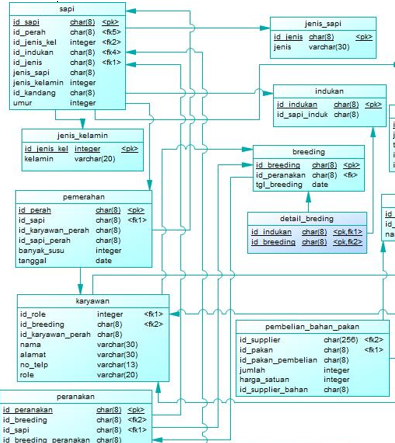 sapi
id_sapi char(8) <pk>
id_perah char(8) <fk5>
id_jenis_kel integer <fk2>
id_indukan char(8) <fk4>
id_jenis char(8) <fk1>
jenis_sapi char(8)
jenis_kelamin integer
id_kandang char(8)
umur integer
jenis_sapi
id_jenis char(8) <pk>
jenis varchar(30)
indukan
id_indukan char(8) <pk>
id_sapi_induk char(8)
jenis_kelamin
id_jenis_kel integer <pk>
kelamin varchar(20)
breeding
id_breeding char(8) <pk>
id_peranakan char(8) <fk>
tgl_breeding date
pemerahan
id_perah char(8) <pk>
id_sapi char(8) <fk1>
id_karyawan_perah char(8)
id_sapi_perah char(8)
banyak_susu integer
tanggal date
detail_breding
id_indukan char(8) <pk,fk1>
id_breeding char(8) <pk,fk2>
id_
na
karyawan
id_role integer <fk1>
id_breeding char(8) <fk2>
id_karyawan_perah char(8)
nama varchar(30)
alamat varchar(30)
no_telp varchar(13)
role varchar(20)
pembelian_bahan_pakan
id_supplier char(256) <fk2>
id_pakan char(8) <fk1>
id_pakan_pembelian char(8)
jumlah integer
harga_satuan integer
id_supplier_bahan char(8)
peranakan
id_peranakan char(8) <pk>
id_breeding char(8) <fk2>
id_sapi char(8) <fk1>
id_breeding_peranakan char(8)